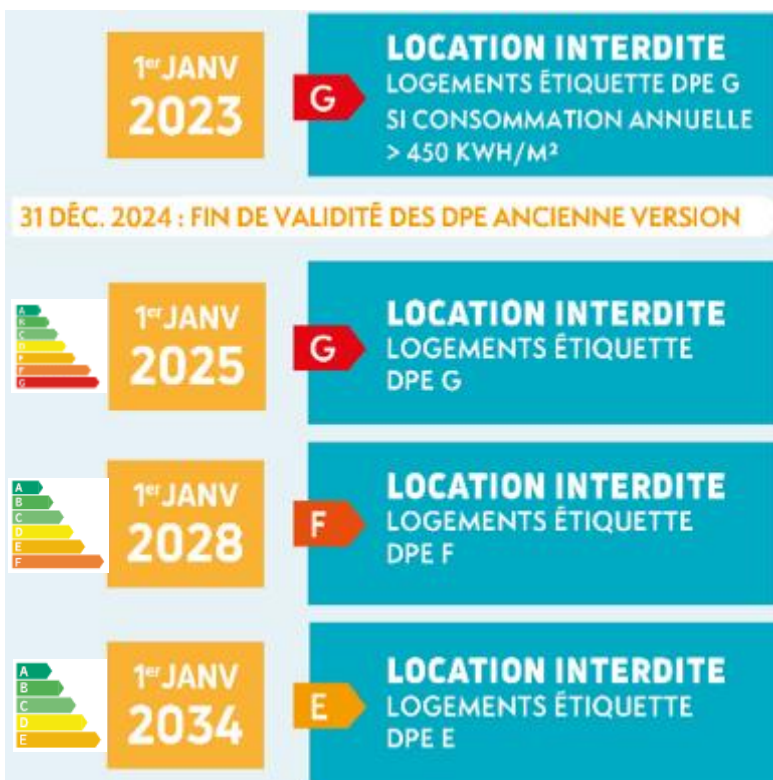 1er JANV
2023
G
LOCATION INTERDITE
LOGEMENTS ÉTIQUETTE DPE G
SI CONSOMMATION ANNUELLE
> 450 KWH/M²
31 DÉC. 2024 : FIN DE VALIDITÉ DES DPE ANCIENNE VERSION
A
B
C
D
E
F
G
1er JANV
2025
G
LOCATION INTERDITE
LOGEMENTS ÉTIQUETTE
DPE G
A
B
C
D
E
F
1er JANV
2028
F
LOCATION INTERDITE
LOGEMENTS ÉTIQUETTE
DPE F
A
B
C
D
E
1er JANV
2034
E
LOCATION INTERDITE
LOGEMENTS ÉTIQUETTE
DPE E